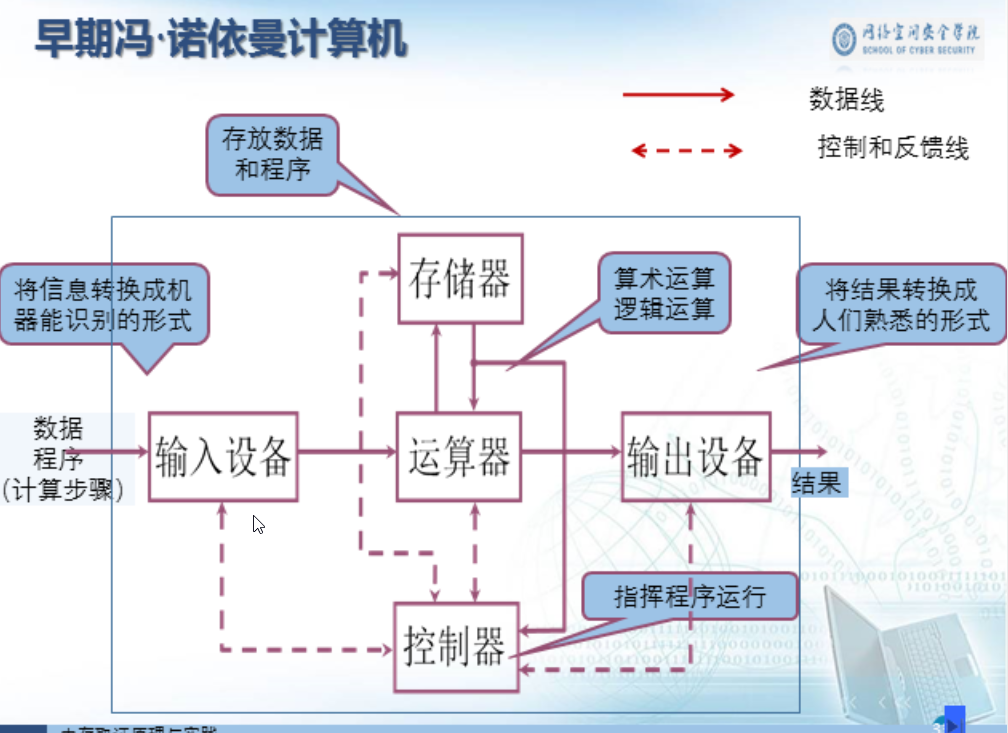 早期冯·诺依曼计算机
网络空间安全学院
SCHOOL OF CYBER SECURITY
数据线
控制和反馈线
存放数据
和程序
存储器
算术运算
逻辑运算
将信息转换成机
器能识别的形式
将结果转换成
人们熟悉的形式
数据
程序
(计算步骤)
输入设备
运算器
输出设备
结果
指挥程序运行
控制器